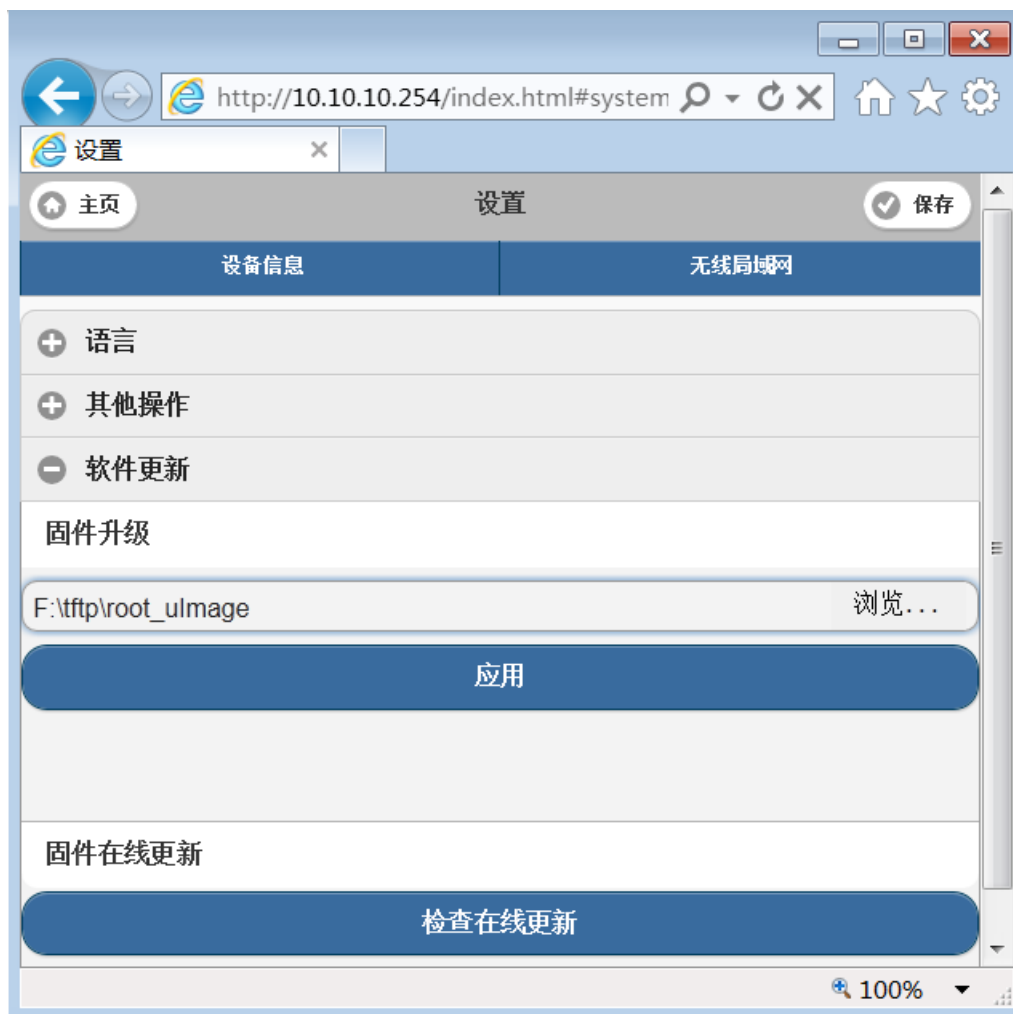 http://10.10.10.254/index.html#system
设置
主页
设置
保存
设备信息
无线局域网
语言
其他操作
软件更新
固件升级
F:\tftp\root_uImage
浏览...
应用
固件在线更新
检查在线更新
100%